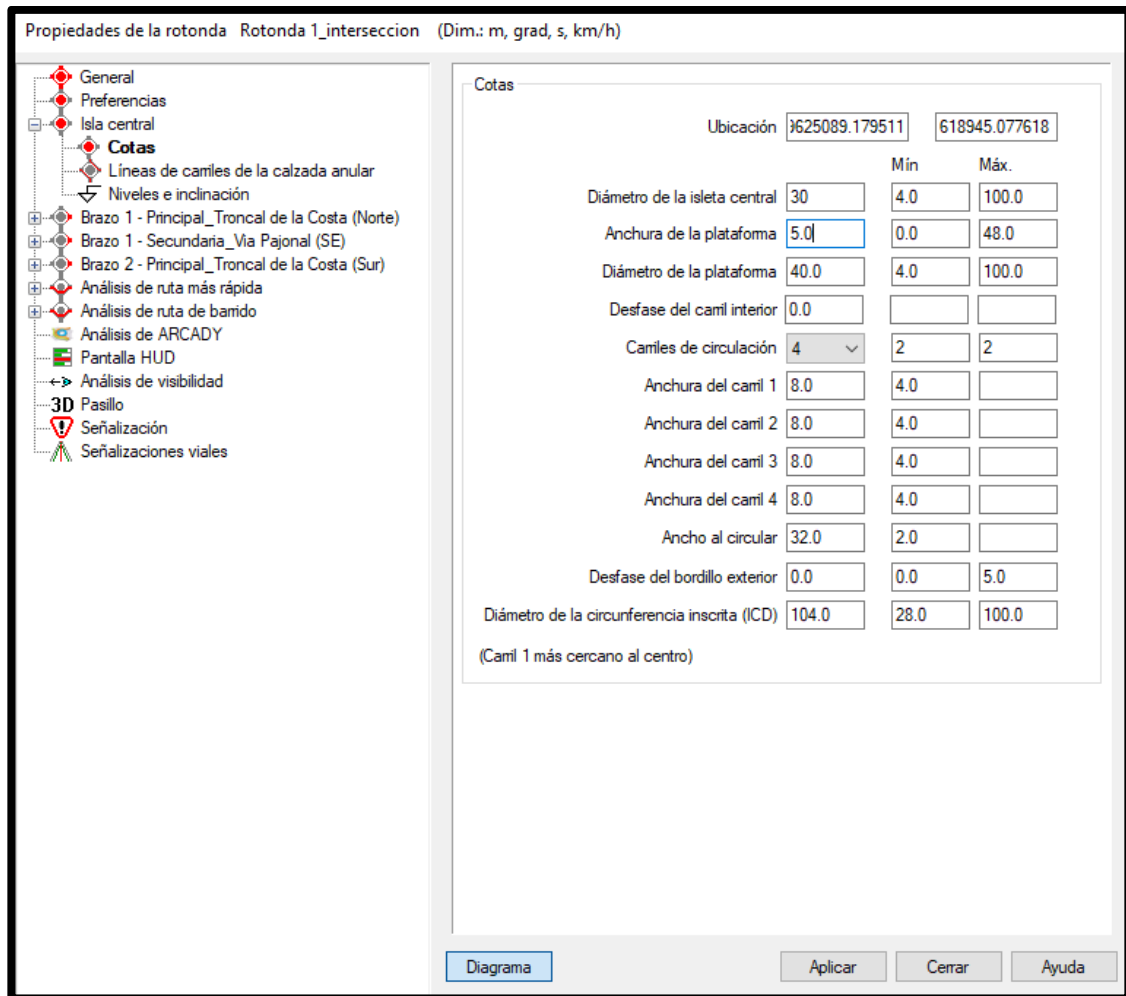 Propiedades de la rotonda Rotonda 1_interseccion (Dim.: m, grad, s, km/h)
General
Preferencias
Isla central
Cotas
Líneas de carriles de la calzada anular
Niveles e inclinación
Brazo 1 - Principal_Troncal de la Costa (Norte)
Brazo 1 - Secundaria_Via Pajonal (SE)
Brazo 2 - Principal_Troncal de la Costa (Sur)
Análisis de ruta más rápida
Análisis de ruta de barrido
Análisis de ARCADY
Pantalla HUD
Análisis de visibilidad
3D Pasillo
Señalización
Señalizaciones viales
Cotas
Ubicación 9625089.179511 618945.077618
Mín Máx.
Diámetro de la isleta central 30 4.0 100.0
Anchura de la plataforma 5.0 0.0 48.0
Diámetro de la plataforma 40.0 4.0 100.0
Desfase del carril interior 0.0
Carriles de circulación 4 2 2
Anchura del carril 1 8.0 4.0
Anchura del carril 2 8.0 4.0
Anchura del carril 3 8.0 4.0
Anchura del carril 4 8.0 4.0
Ancho al circular 32.0 2.0
Desfase del bordillo exterior 0.0 0.0 5.0
Diámetro de la circunferencia inscrita (ICD) 104.0 28.0 100.0
(Carril 1 más cercano al centro)
Diagrama Aplicar Cerrar Ayuda